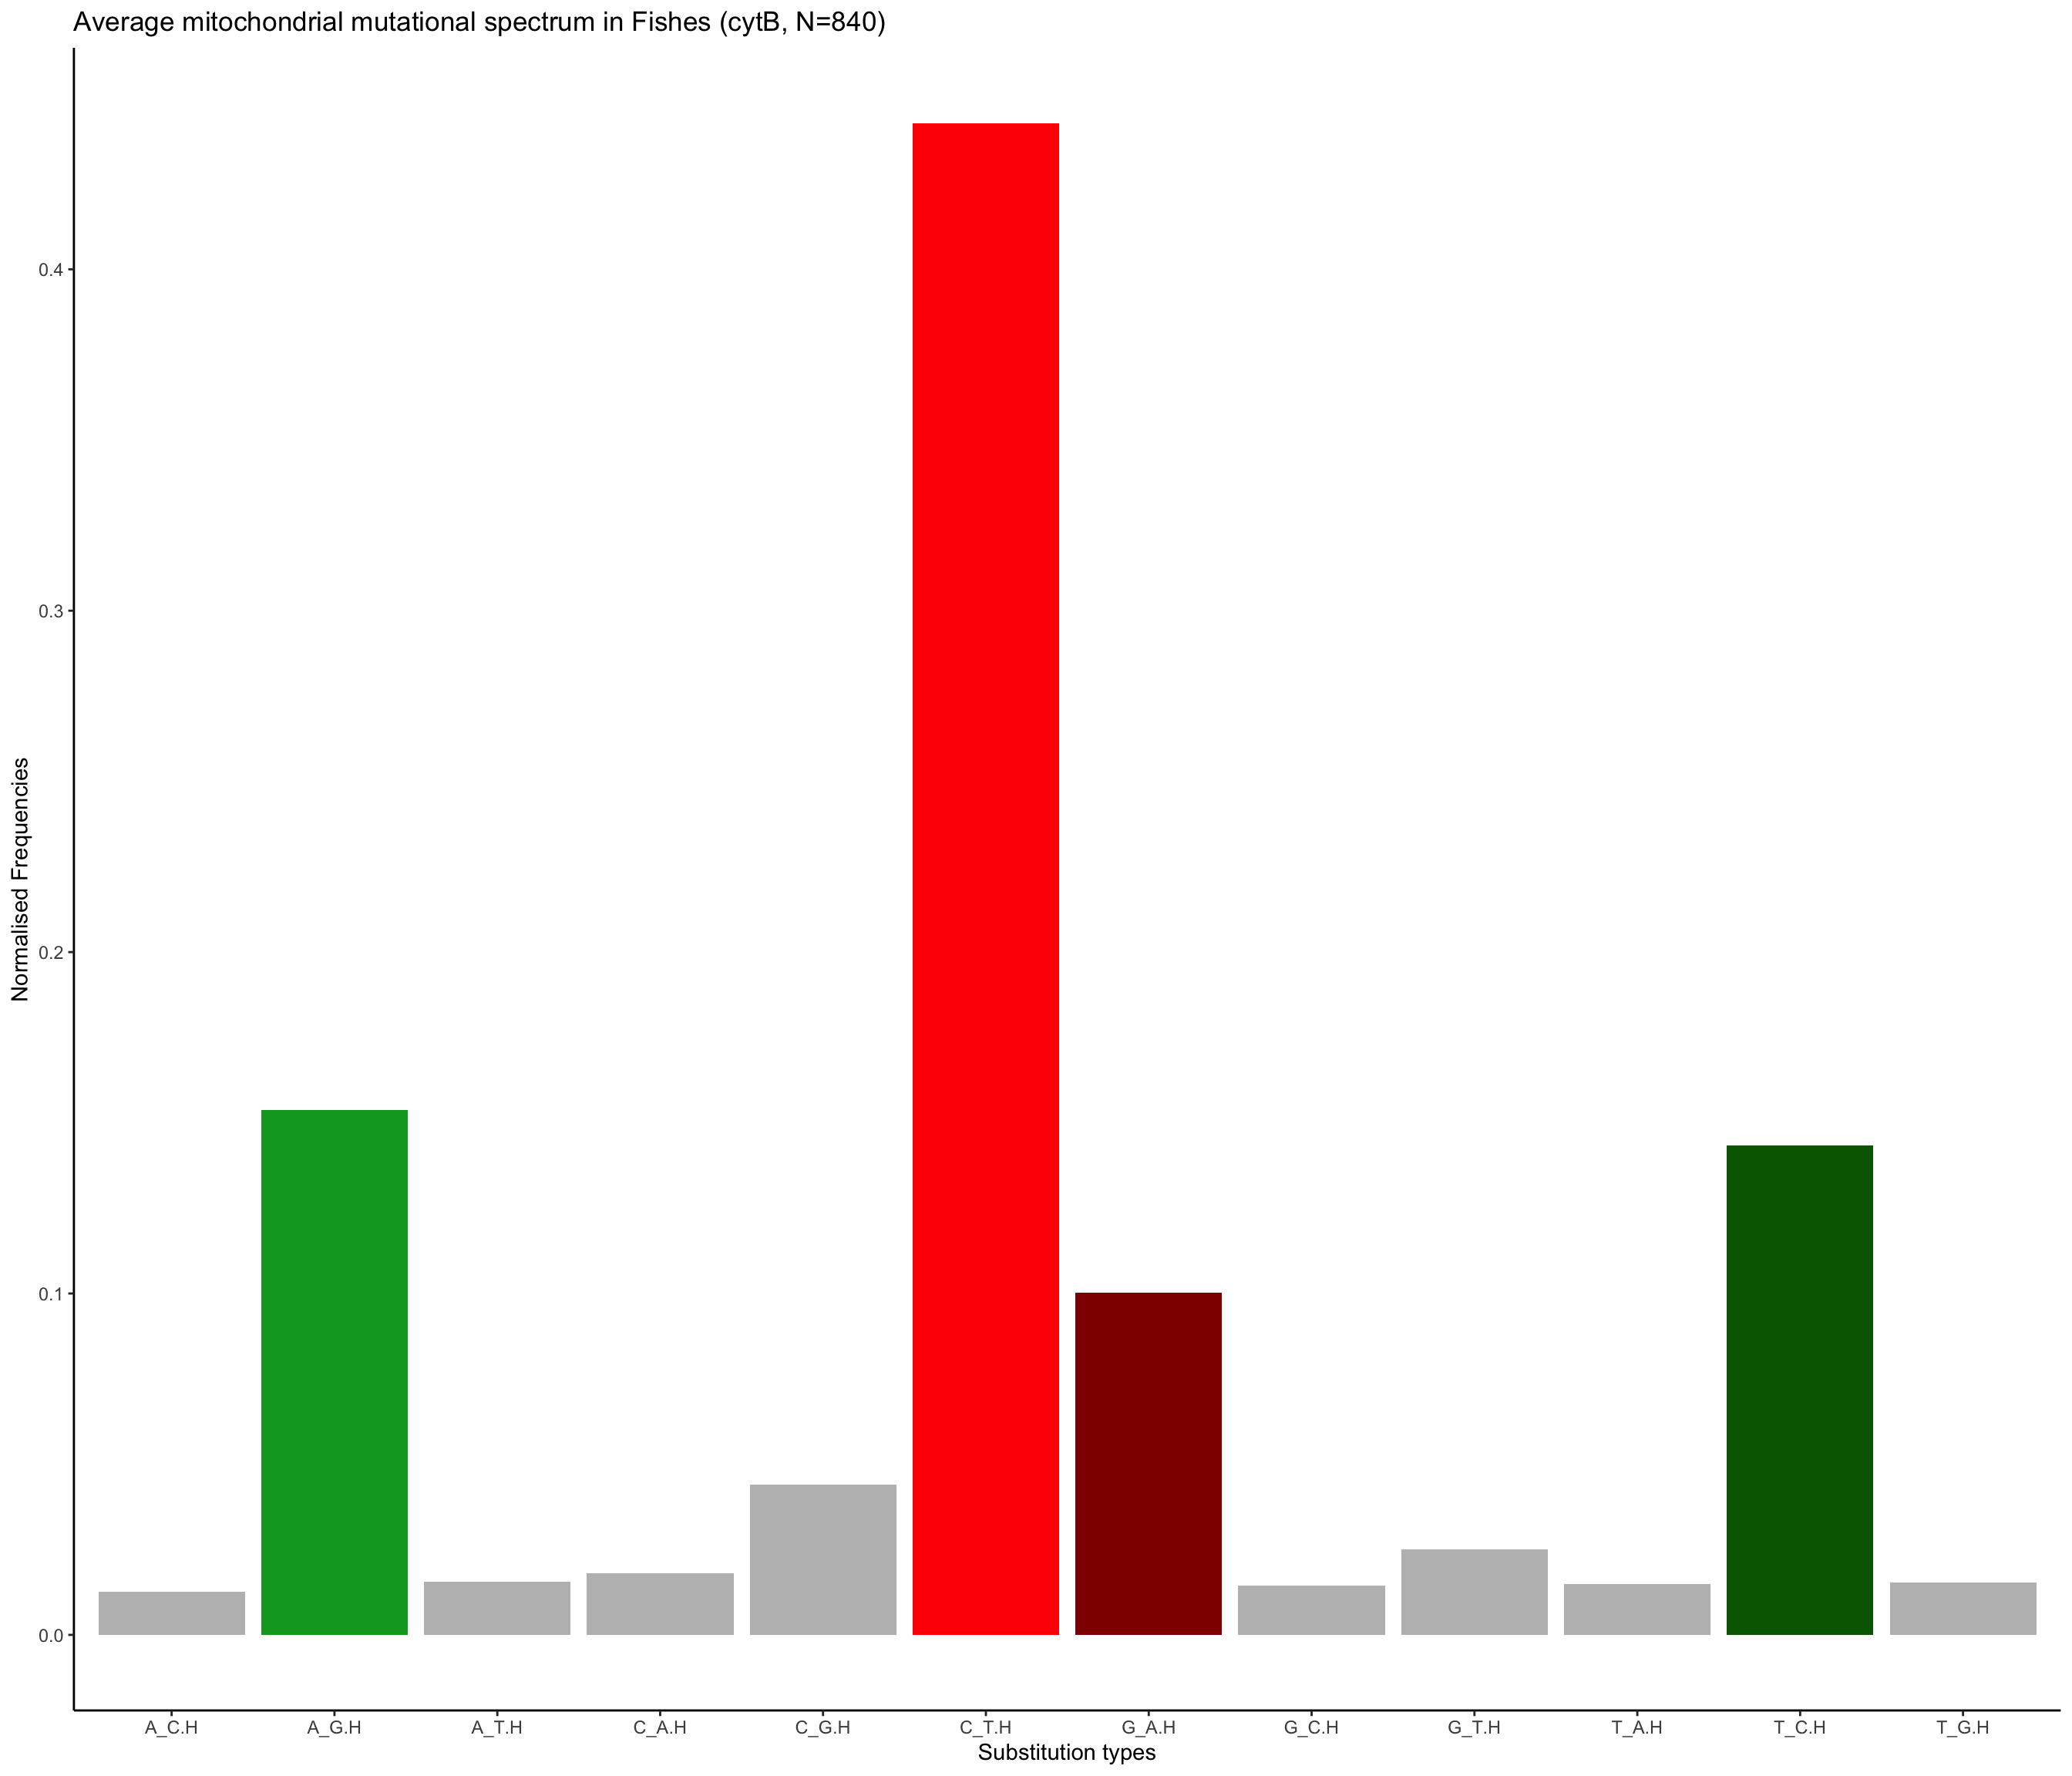 Average mitochondrial mutational spectrum in Fishes (cytB, N=840)
Normalised Frequencies
0.4
0.3
0.2
0.1
0.0
A_C.H A_G.H A_T.H C_A.H C_G.H C_T.H G_A.H G_C.H G_T.H T_A.H T_C.H T_G.H
Substitution types